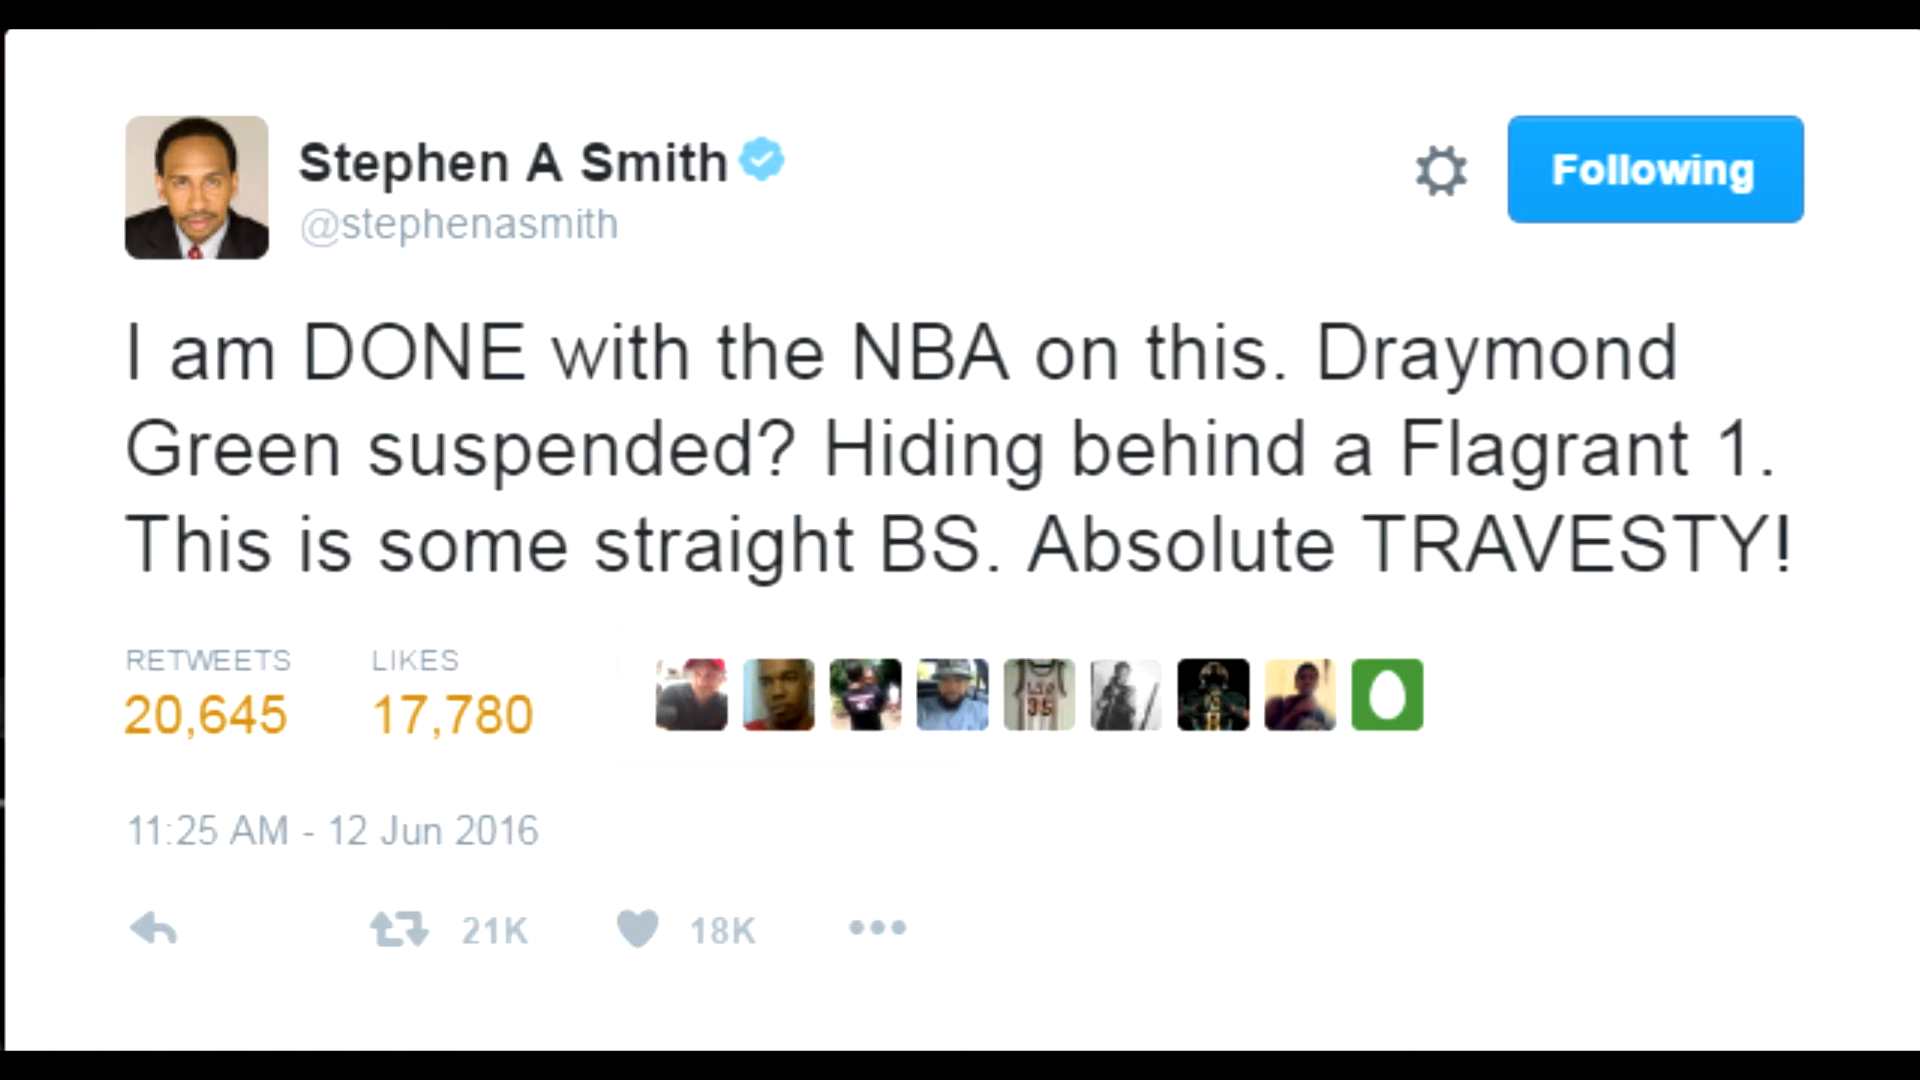 Stephen A Smith
@stephenasmith
Following
I am DONE with the NBA on this. Draymond
Green suspended? Hiding behind a Flagrant 1.
This is some straight BS. Absolute TRAVESTY!
RETWEETS LIKES
20,645 17,780
11:25 AM - 12 Jun 2016
21K 18K